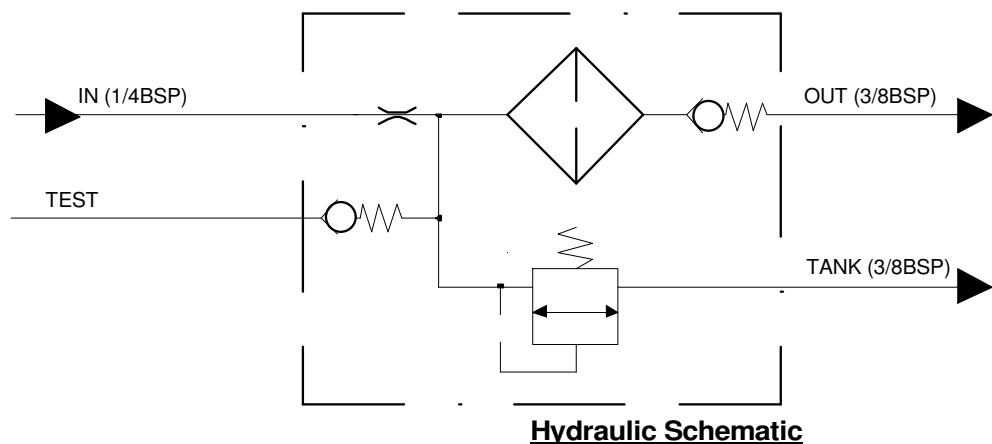 IN (1/4BSP)
OUT (3/8BSP)
TEST
TANK (3/8BSP)
Hydraulic Schematic